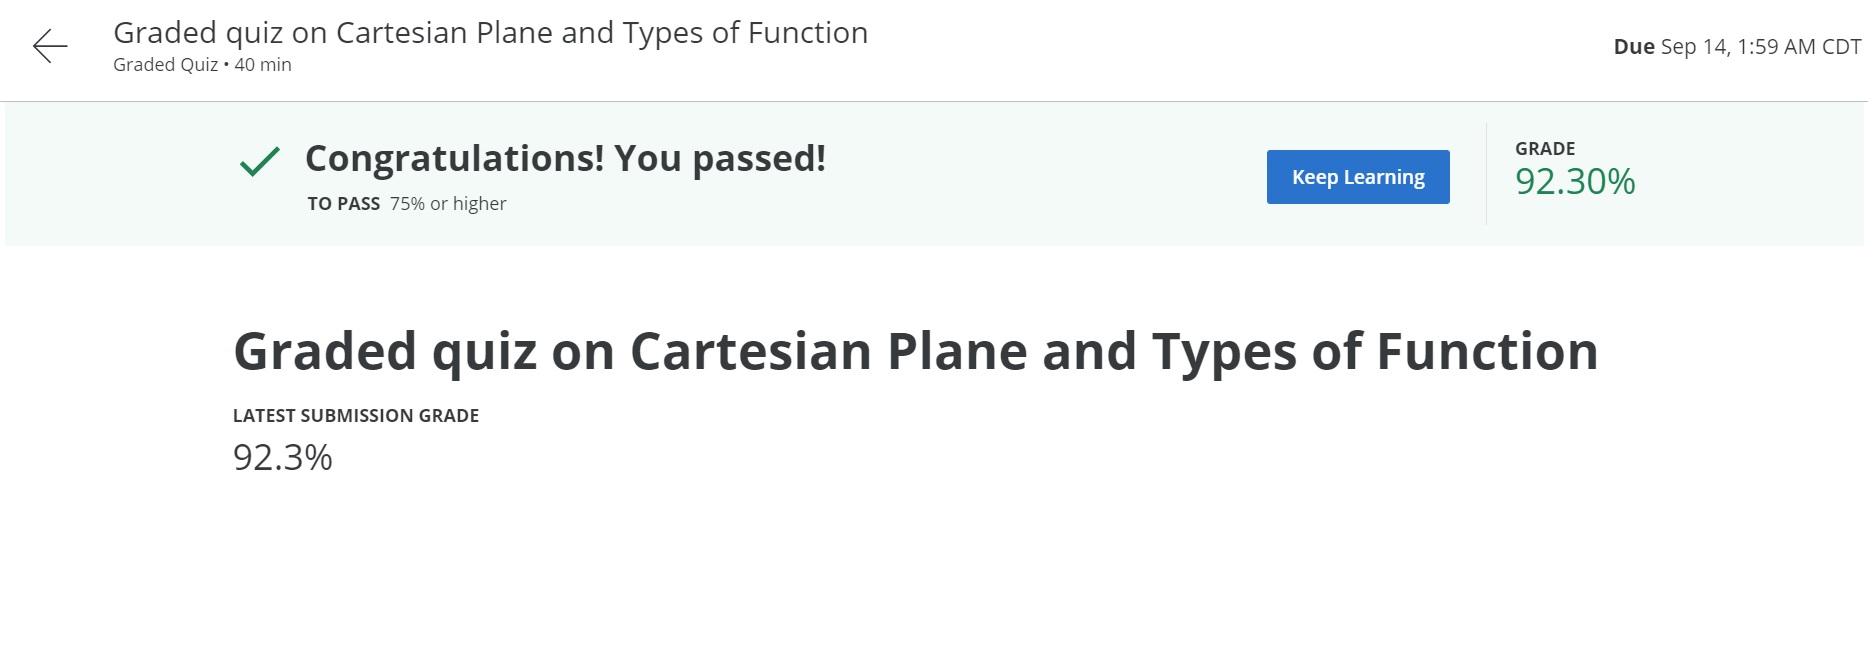 Graded quiz on Cartesian Plane and Types of Function
Graded Quiz • 40 min
Due Sep 14, 1:59 AM CDT
Congratulations! You passed!
TO PASS 75% or higher
Keep Learning
GRADE
92.30%
Graded quiz on Cartesian Plane and Types of Function
LATEST SUBMISSION GRADE
92.3%